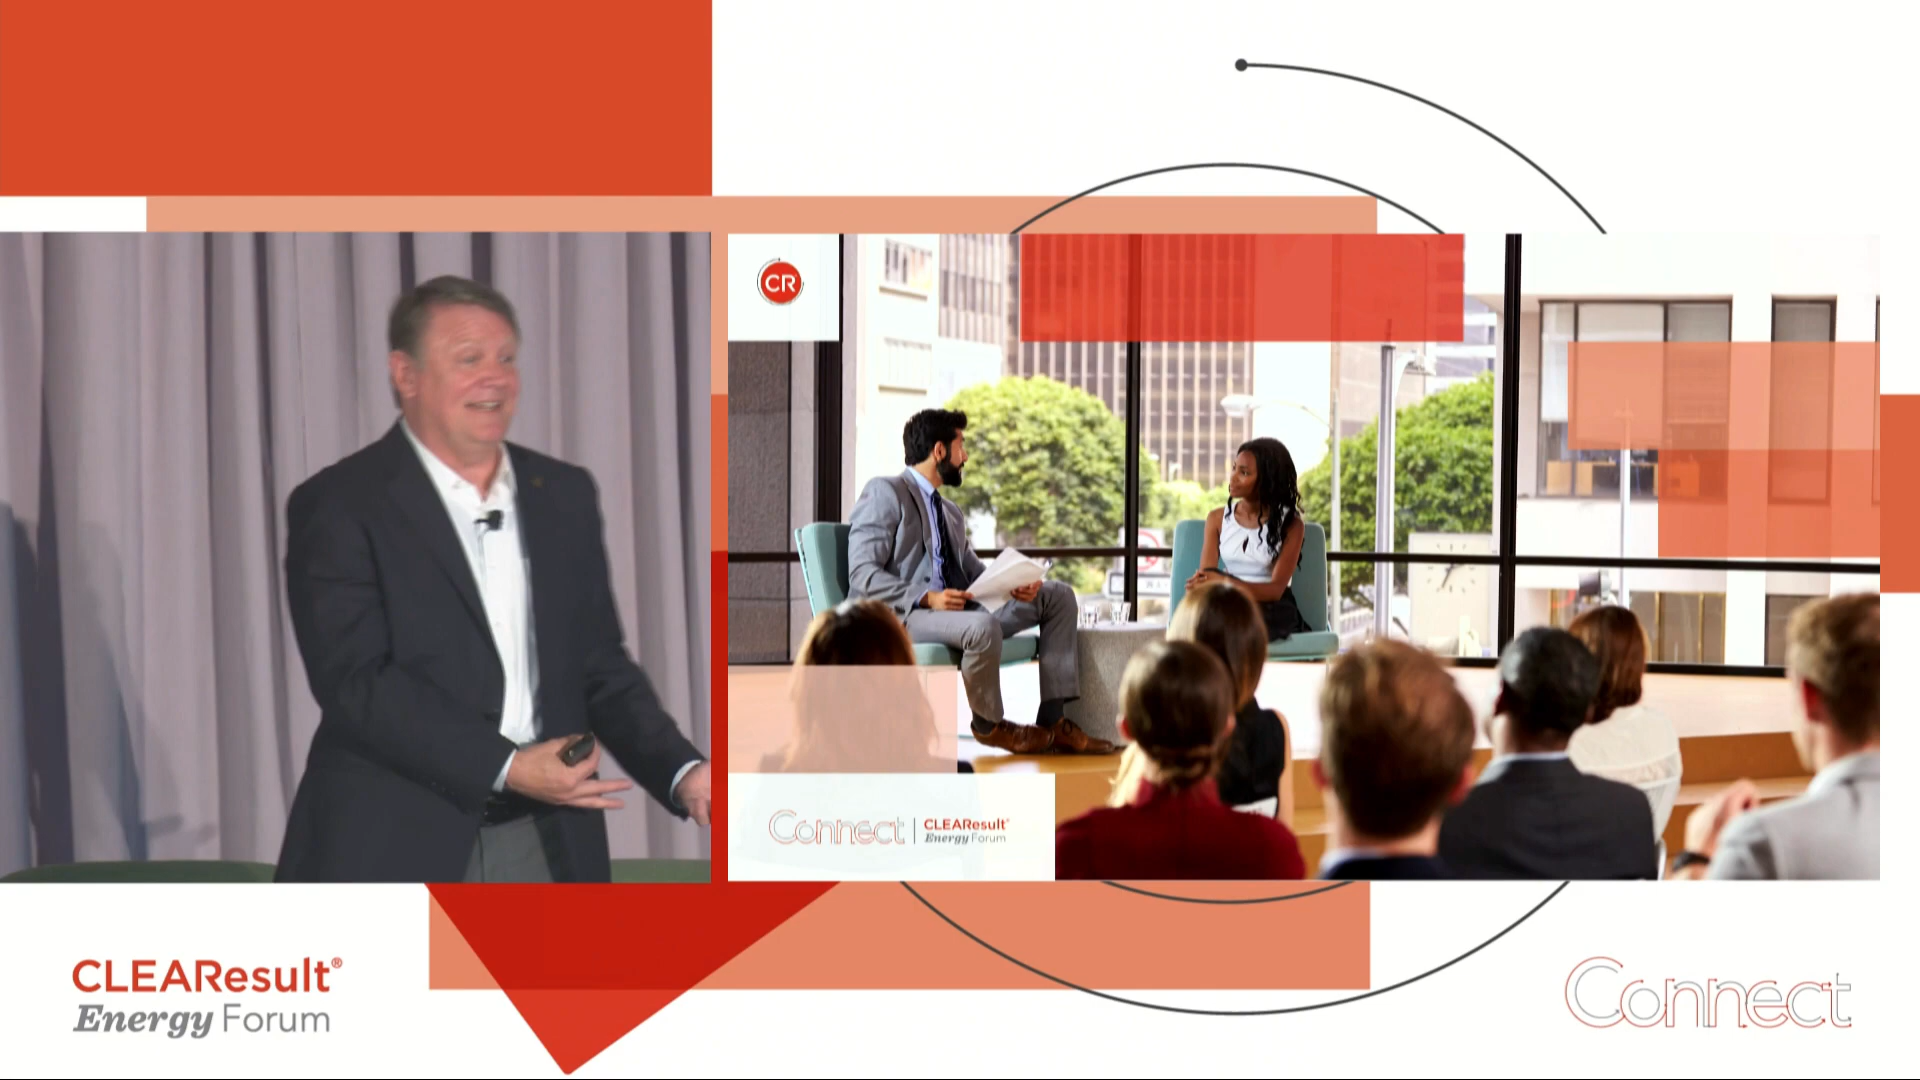 CR
Connect
CLEAResult®
Energy Forum
CLEAResult®
Energy Forum
Connect